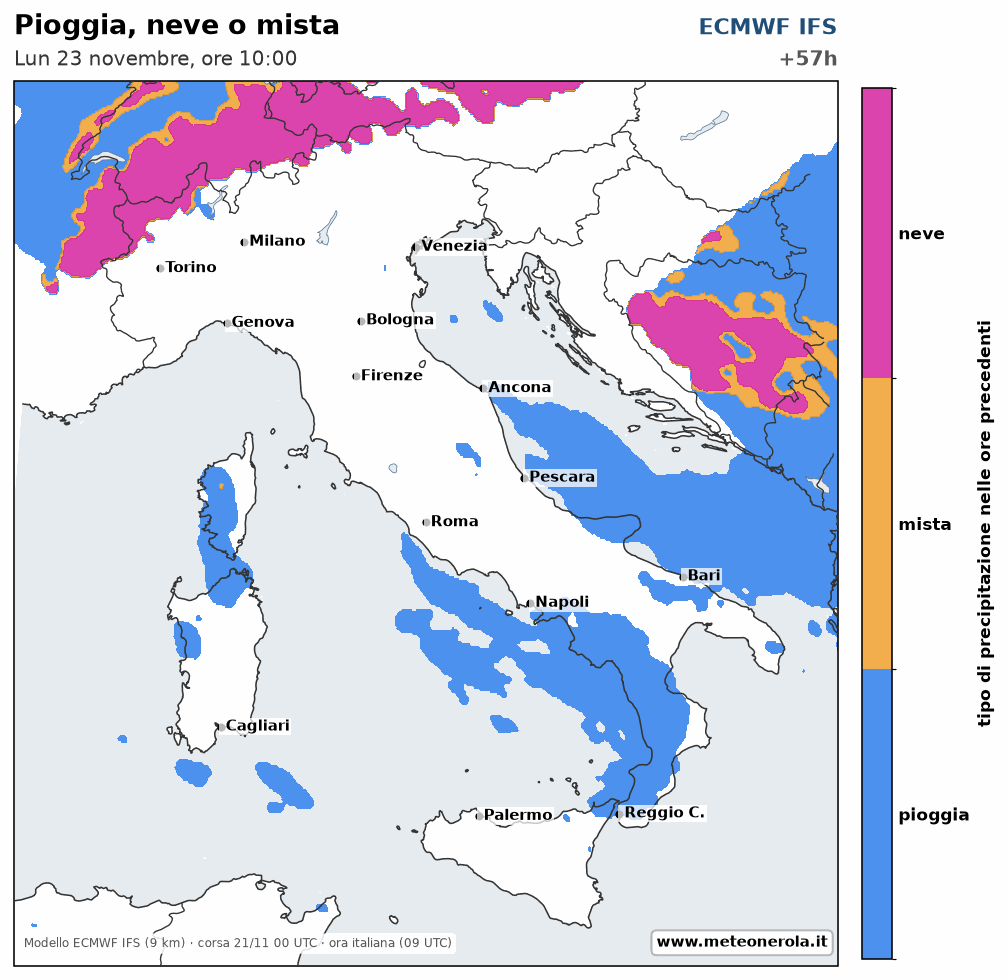 Pioggia, neve o mista
ECMWF IFS
Lun 23 novembre, ore 10:00
+57h
Milano
Venezia
Torino
Genova
Bologna
Firenze
Ancona
Pescara
Roma
Bari
Napoli
Cagliari
Palermo
Reggio C.
neve
mista
pioggia
tipo di precipitazione nelle ore precedenti
Modello ECMWF IFS (9 km) · corsa 21/11 00 UTC · ora italiana (09 UTC)
www.meteonerola.it